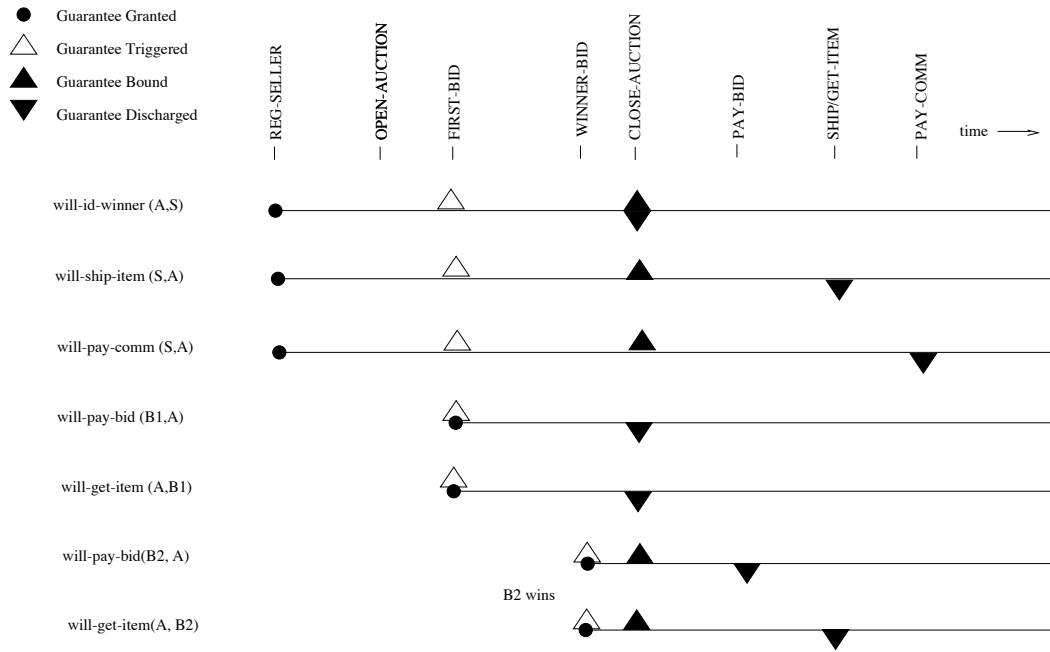 Guarantee Granted
Guarantee Triggered
Guarantee Bound
Guarantee Discharged
REG-SELLER
OPEN-AUCTION
FIRST-BID
WINNER-BID
CLOSE-AUCTION
PAY-BID
SHIP/GET-ITEM
PAY-COMM
time
will-id-winner (A,S)
will-ship-item (S,A)
will-pay-comm (S,A)
will-pay-bid (B1,A)
will-get-item (A,B1)
will-pay-bid(B2, A)
B2 wins
will-get-item(A, B2)